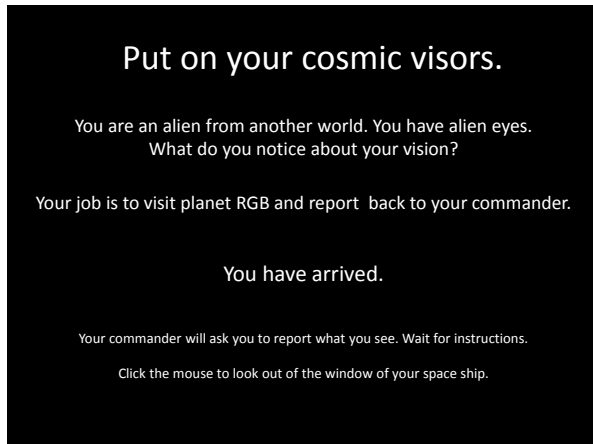 Put on your cosmic visors.
You are an alien from another world. You have alien eyes.
What do you notice about your vision?
Your job is to visit planet RGB and report  back to your commander.
You have arrived.
Your commander will ask you to report what you see. Wait for instructions.
Click the mouse to look out of the window of your space ship.